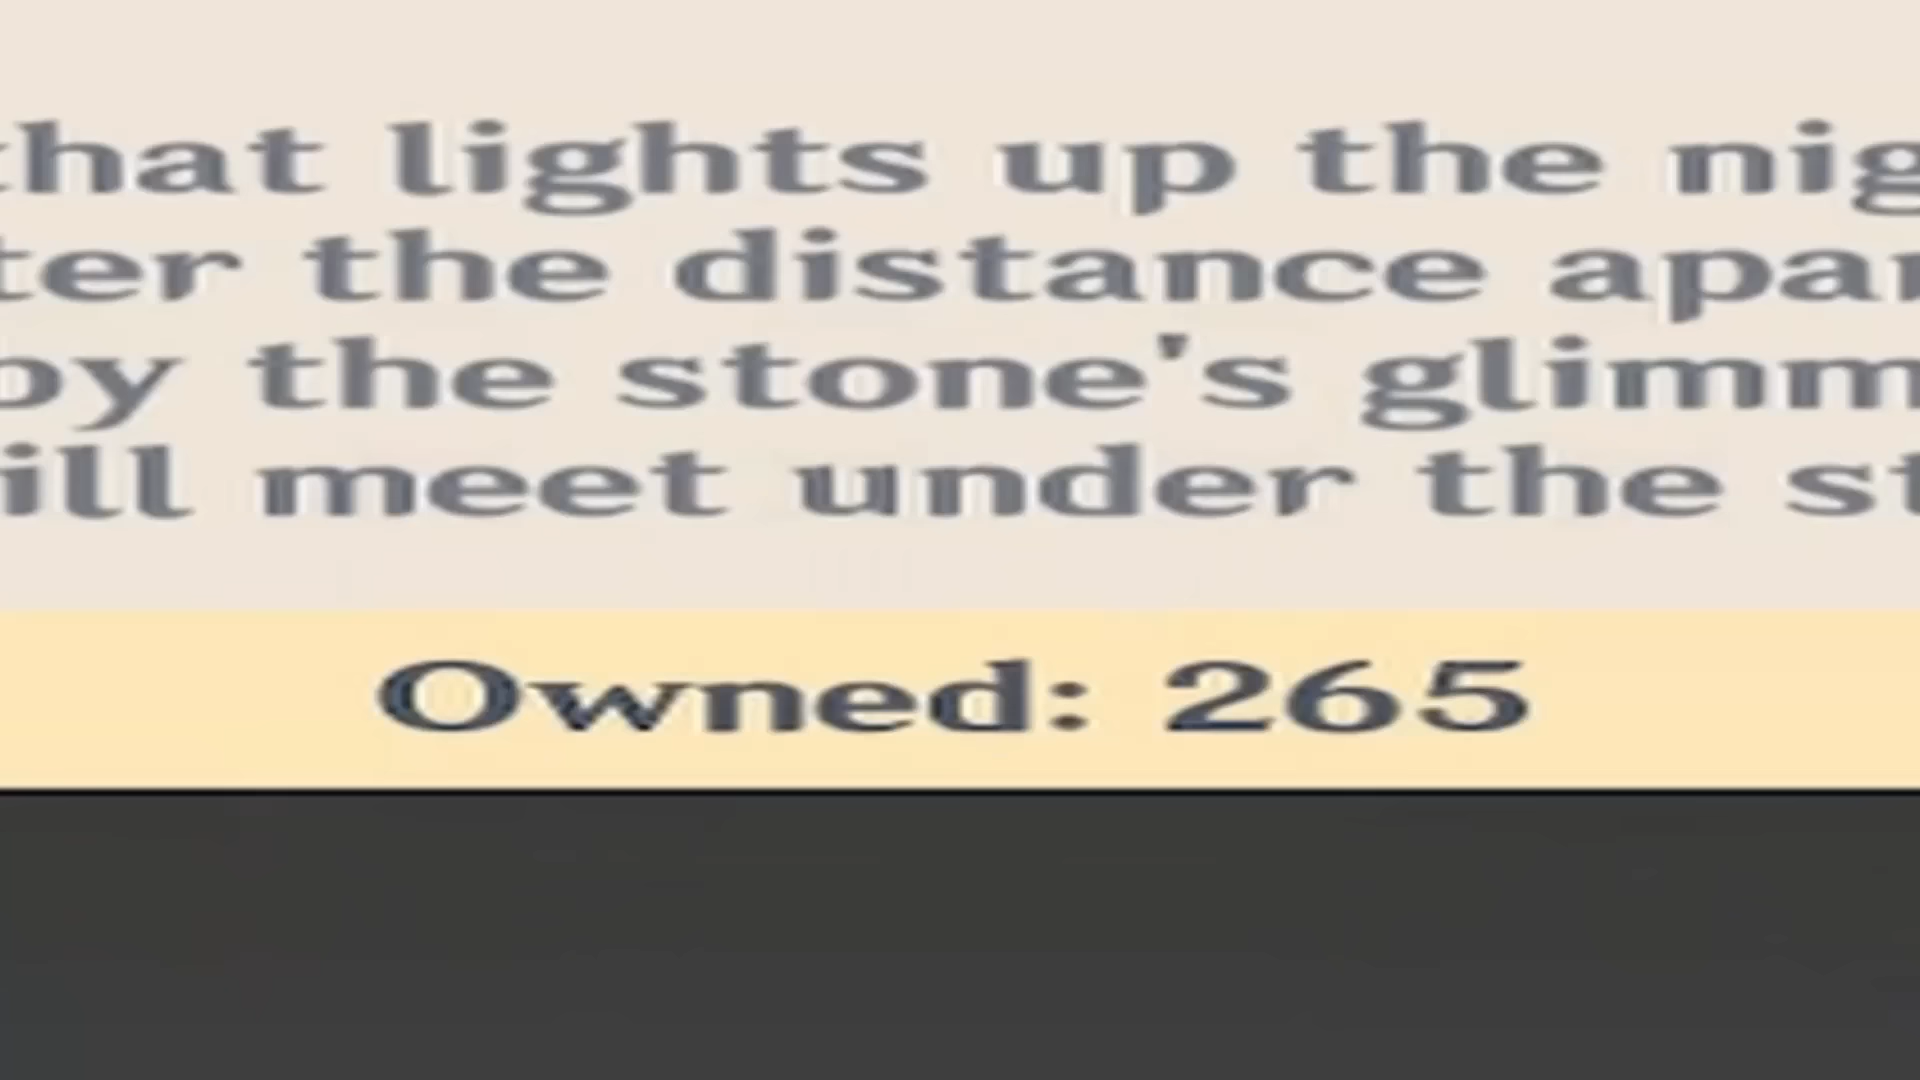 that lights up the nig
ter the distance apar
by the stone's glimm
ill meet under the st
Owned: 265